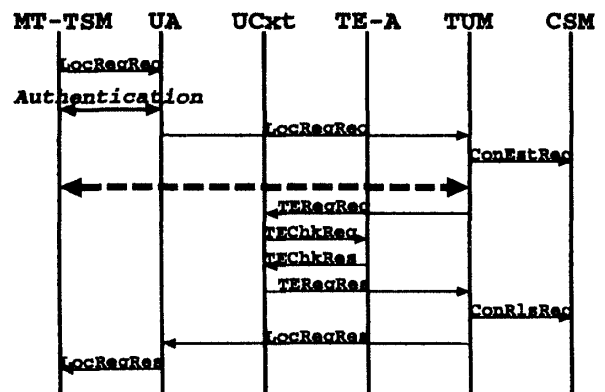 MT-TSM UA UCxt TE-A TUM CSM
LocRegReq
Authentication
LocRegReq
ConEstReq
TERegReq
TEChkReq
TEChkRes
TERegRes
ConRlsReq
LocRegRes
LocRegRes